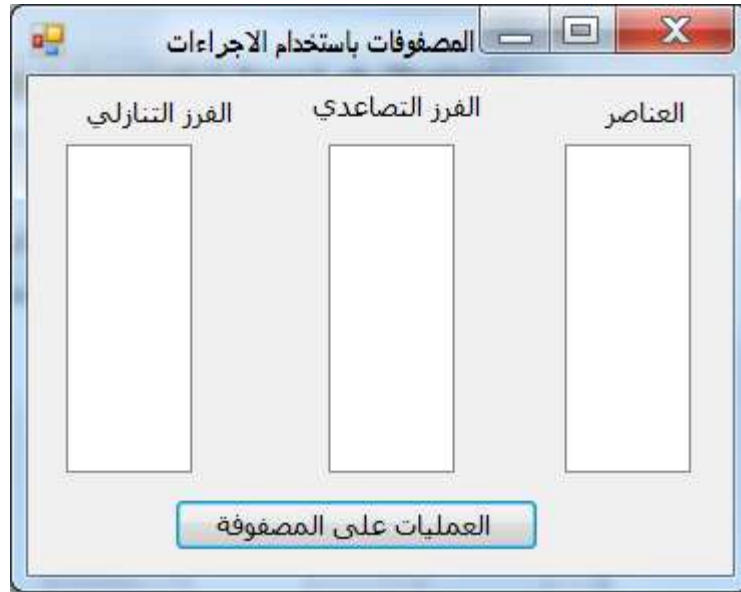 المصفوفات باستخدام الاجراءات
العناصر
الفرز التصاعدي
الفرز التنازلي
العمليات على المصفوفة